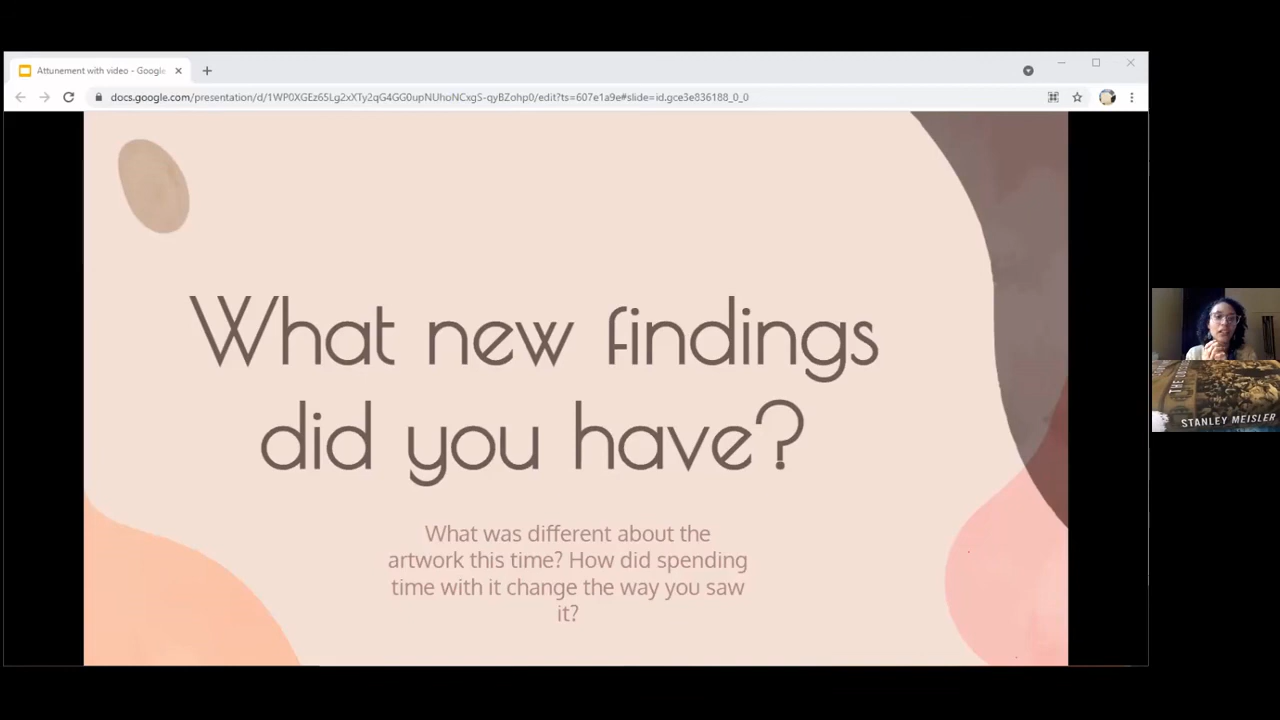 Attunement with video - Google
docs.google.com/presentation/d/1WP0XGEz65Lg2xXTy2qG4GG0upNUhoNCxgS-qyBZohp0/edit?ts=607e1a9e#slide=id.gce3e836188_0_0
What new findings
did you have?
What was different about the
artwork this time? How did spending
time with it change the way you saw
it?
THE
STANLEY MEISLER